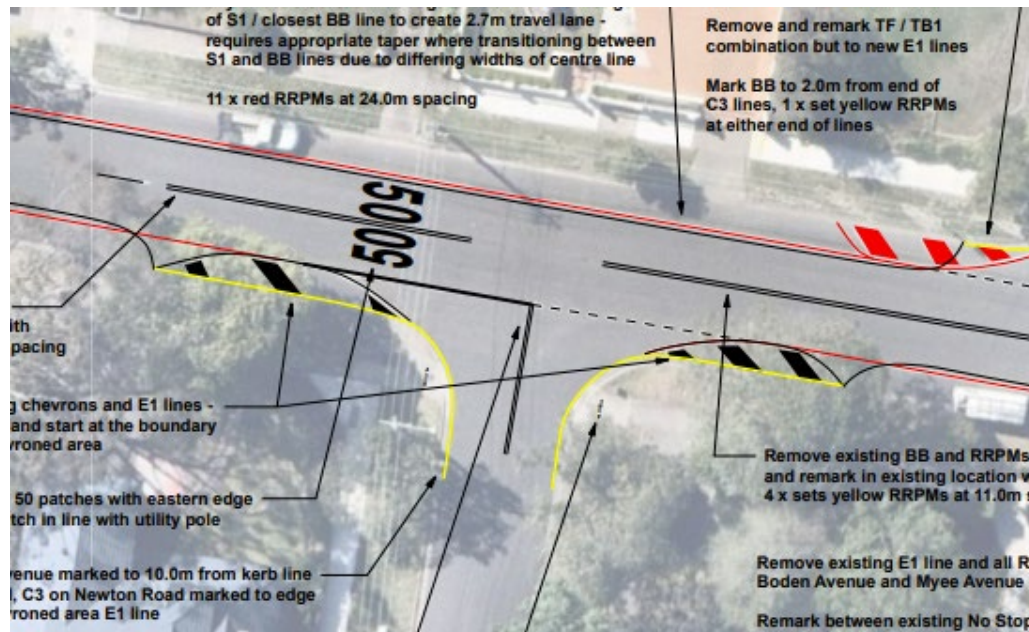 of S1 / closest BB line to create 2.7m travel lane -
requires appropriate taper where transitioning between
S1 and BB lines due to differing widths of centre line
11 x red RRPMs at 24.0m spacing
Remove and remark TF / TB1
combination but to new E1 lines
Mark BB to 2.0m from end of
C3 lines, 1 x set yellow RRPMs
at either end of lines
50
50
ith
pacing
g chevrons and E1 lines -
and start at the boundary
vroned area
50 patches with eastern edge
tch in line with utility pole
venue marked to 10.0m from kerb line
, C3 on Newton Road marked to edge
vroned area E1 line
Remove existing BB and RRPMs
and remark in existing location
4 x sets yellow RRPMs at 11.0m
Remove existing E1 line and all R
Boden Avenue and Myee Avenue
Remark between existing No Stop